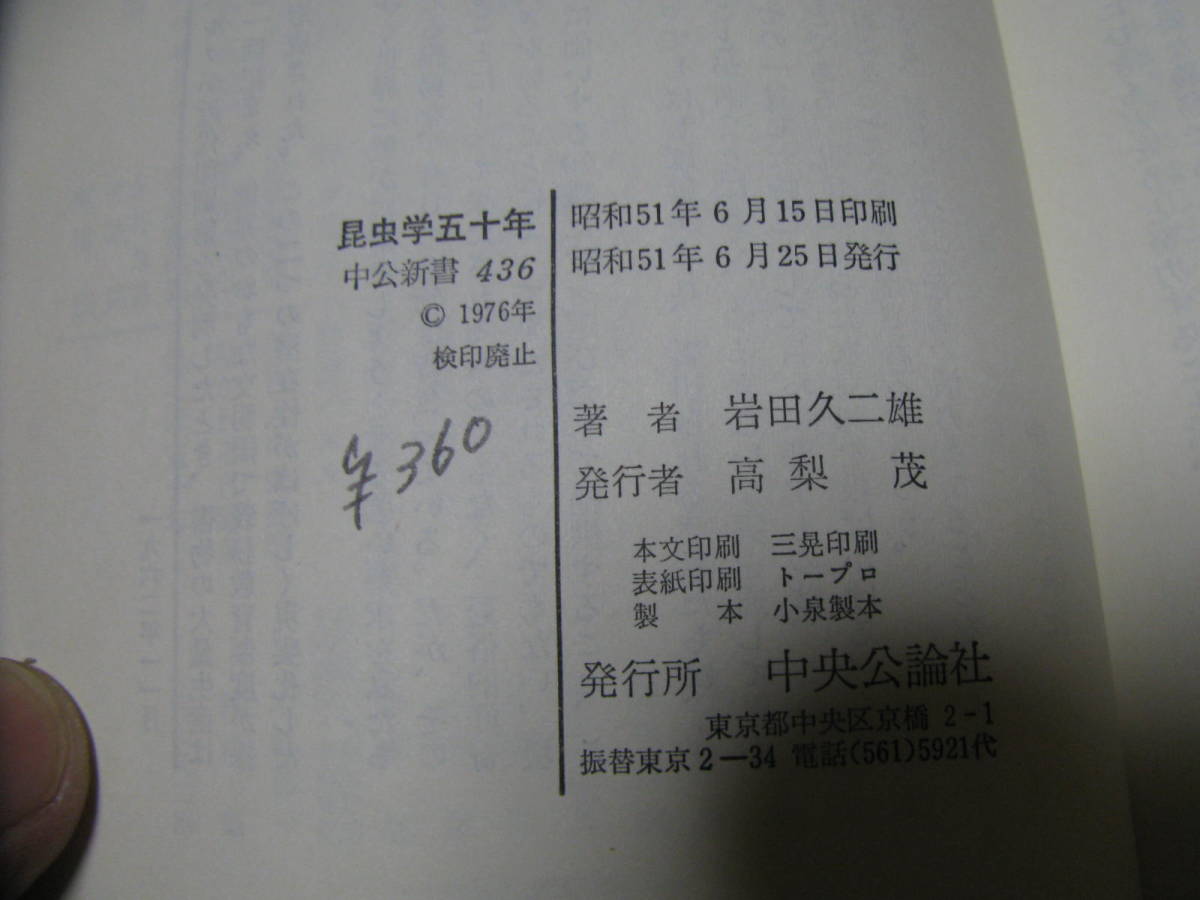 昆虫学五十年
中公新書 436
© 1976年
検印廃止
¥360
昭和51年6月15日印刷
昭和51年6月25日発行
著者 岩田久二雄
発行者 高梨茂
本文印刷 三晃印刷
表紙印刷 トープロ
製本 小泉製本
発行所 中央公論社
東京都中央区京橋 2-1
振替東京2―34 電話(561)5921代